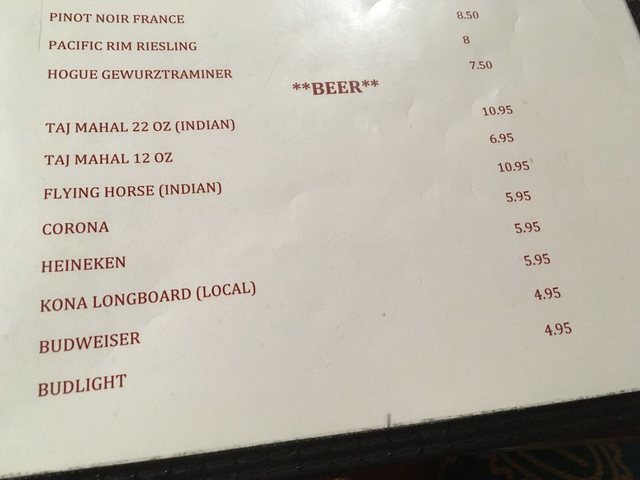 PINOT NOIR FRANCE 8.50
PACIFIC RIM RIESLING 8
HOGUE GEWURZTRAMINER 7.50
**BEER**
TAJ MAHAL 22 OZ (INDIAN) 10.95
TAJ MAHAL 12 OZ 6.95
FLYING HORSE (INDIAN) 10.95
CORONA 5.95
HEINEKEN 5.95
KONA LONGBOARD (LOCAL) 5.95
BUDWEISER 4.95
BUDLIGHT 4.95